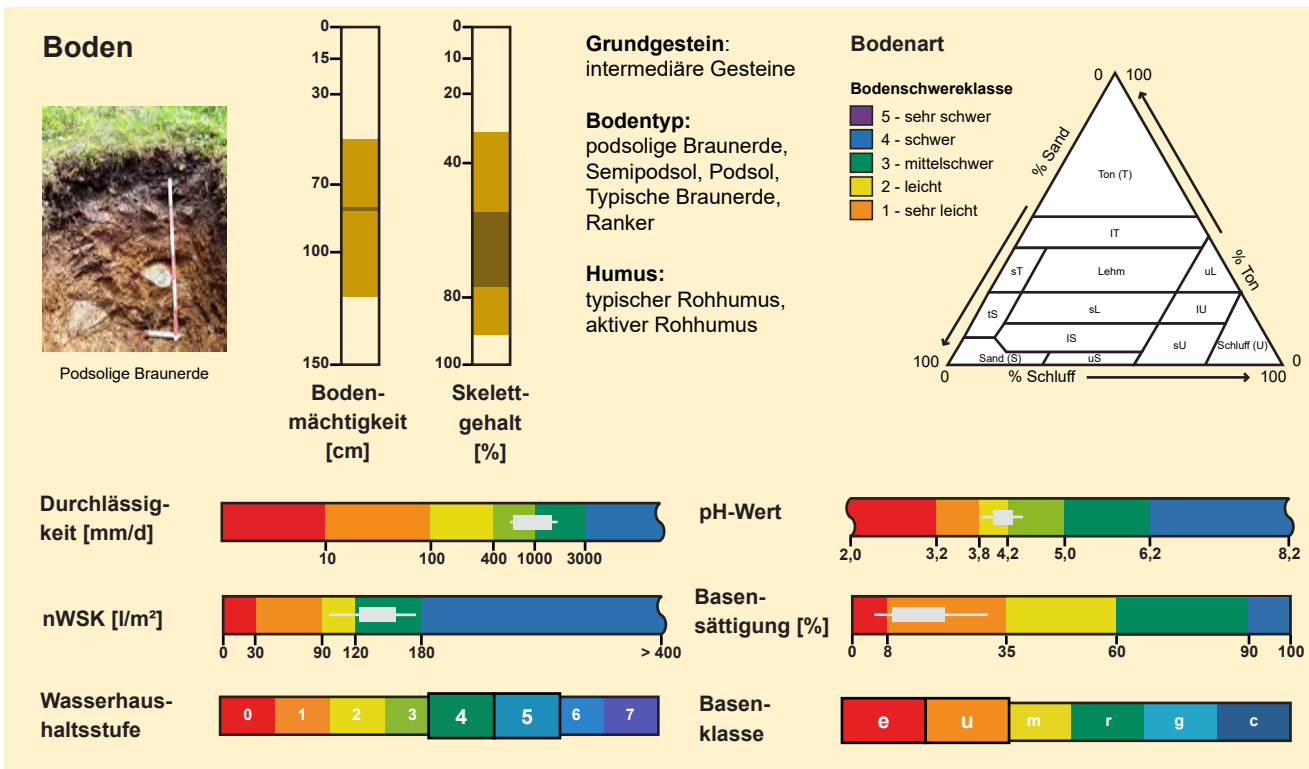 Boden
Podsolige Braunerde
0
15
30
70
100
150
Boden-
mächtigkeit
[cm]
0
10
20
40
80
100
Skelett-
gehalt
[%]
Grundgestein:
intermediäre Gesteine
Bodentyp:
podsolige Braunerde,
Semipodsol, Podsol,
Typische Braunerde,
Ranker
Humus:
typischer Rohhumus,
aktiver Rohhumus
Bodenart
Bodenschwereklasse
5 - sehr schwer
4 - schwer
3 - mittelschwer
2 - leicht
1 - sehr leicht
0 100
% Sand
% Ton
Ton (T)
lT
sT Lehm uL
tS sL lU
lS
Sand (S) uS sU Schluff (U)
100 0
0 % Schluff 100
Durchlässig-
keit [mm/d]
10 100 400 1000 3000
nWSK [l/m²]
0 30 90 120 180 > 400
Wasserhaus-
haltsstufe
0 1 2 3 4 5 6 7
pH-Wert
2,0 3,2 3,8 4,2 5,0 6,2 8,2
Basen-
sättigung [%]
0 8 35 60 90 100
Basen-
klasse
e u m r g c